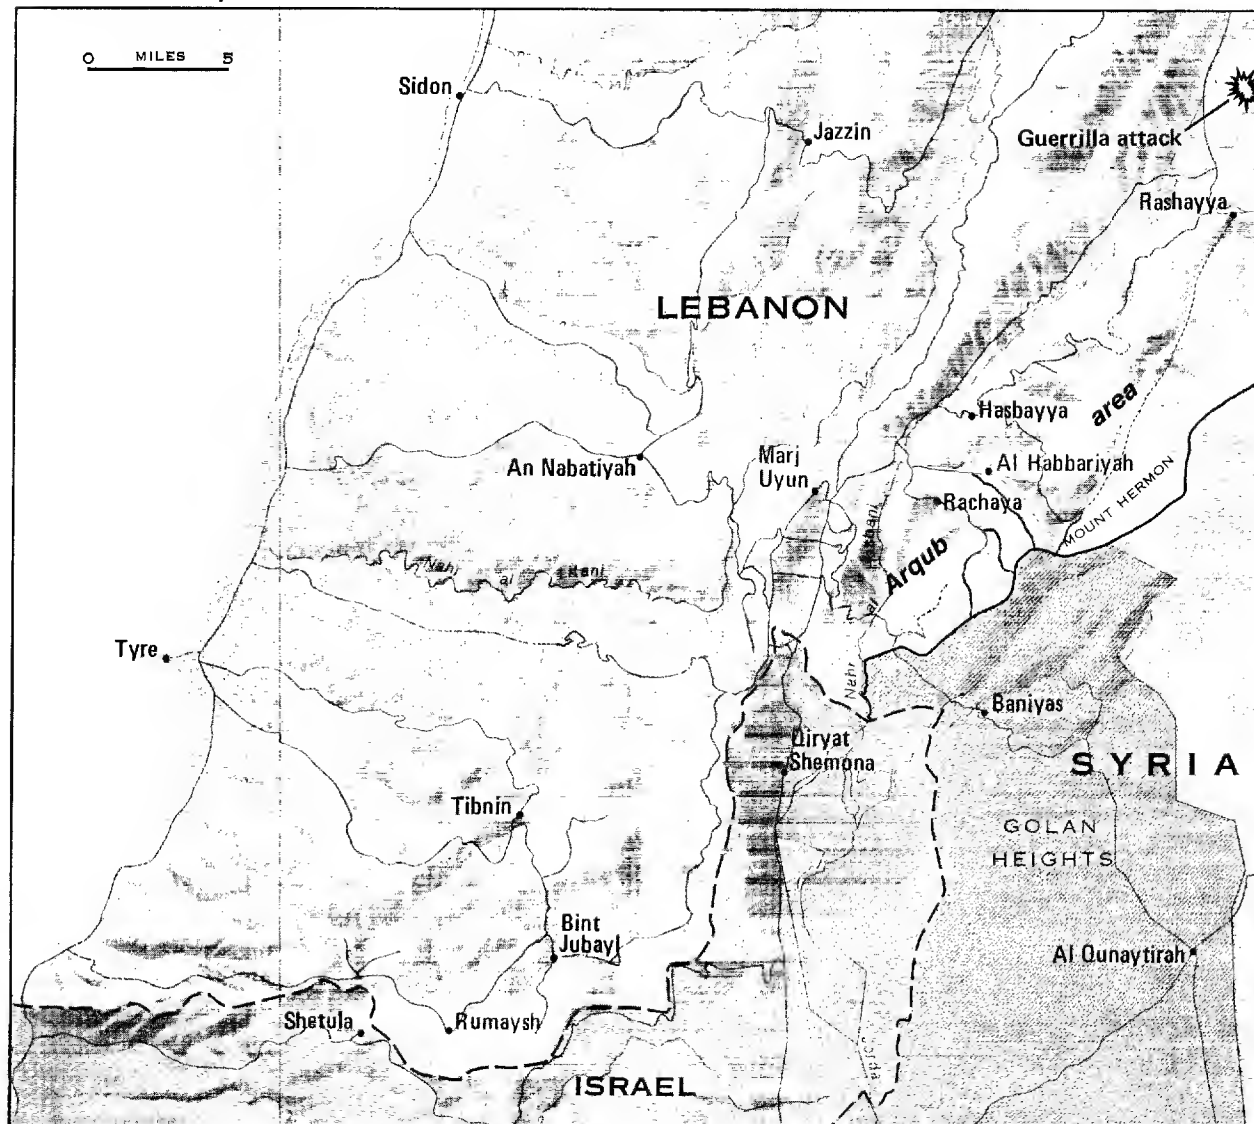 0 MILES 5
Sidon
Jazzin
Guerrilla attack
Rashayya
LEBANON
Hasbayya
area
An Nabatiyah
Marj
Uyun
Al Habbariyah
Rachaya
MOUNT HERMON
Arqub
al
Nahr
Tyre
Baniyas
Qiryat
Shemona
SYRIA
Tibnin
GOLAN
HEIGHTS
Bint
Jubayl
Al Qunaytirah
Shetula
Rumaysh
ISRAEL